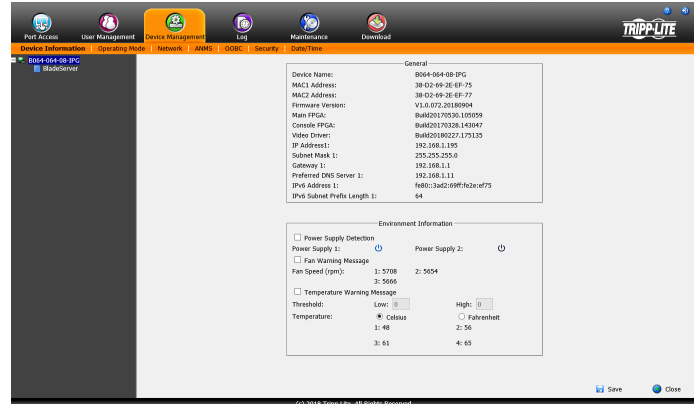 Port Access User Management Device Management Log Maintenance Download
TRIPP·LITE
Device Information Operating Mode Network ANMS OOBC Security Date/Time
B064-064-08-IPG
BladeServer
General
Device Name: B064-064-08-IPG
MAC1 Address: 38-D2-69-2E-EF-75
MAC2 Address: 38-D2-69-2E-EF-77
Firmware Version: V1.0.072.20180904
Main FPGA: Build20170530.105059
Console FPGA: Build20170328.143047
Video Driver: Build20180227.175135
IP Address1: 192.168.1.195
Subnet Mask 1: 255.255.255.0
Gateway 1: 192.168.1.1
Preferred DNS Server 1: 192.168.1.11
IPv6 Address 1: fe80::3ad2:69ff:fe2e:ef75
IPv6 Subnet Prefix Length 1: 64
Environment Information
Power Supply Detection
Power Supply 1: Power Supply 2:
Fan Warning Message
Fan Speed (rpm): 1: 5708 2: 5654
3: 5666
Temperature Warning Message
Threshold: Low: 0 High: 0
Temperature: Celsius Fahrenheit
1: 48 2: 56
3: 61 4: 65
Save Close
(c) 2018 Tripp Lite. All Rights Reserved